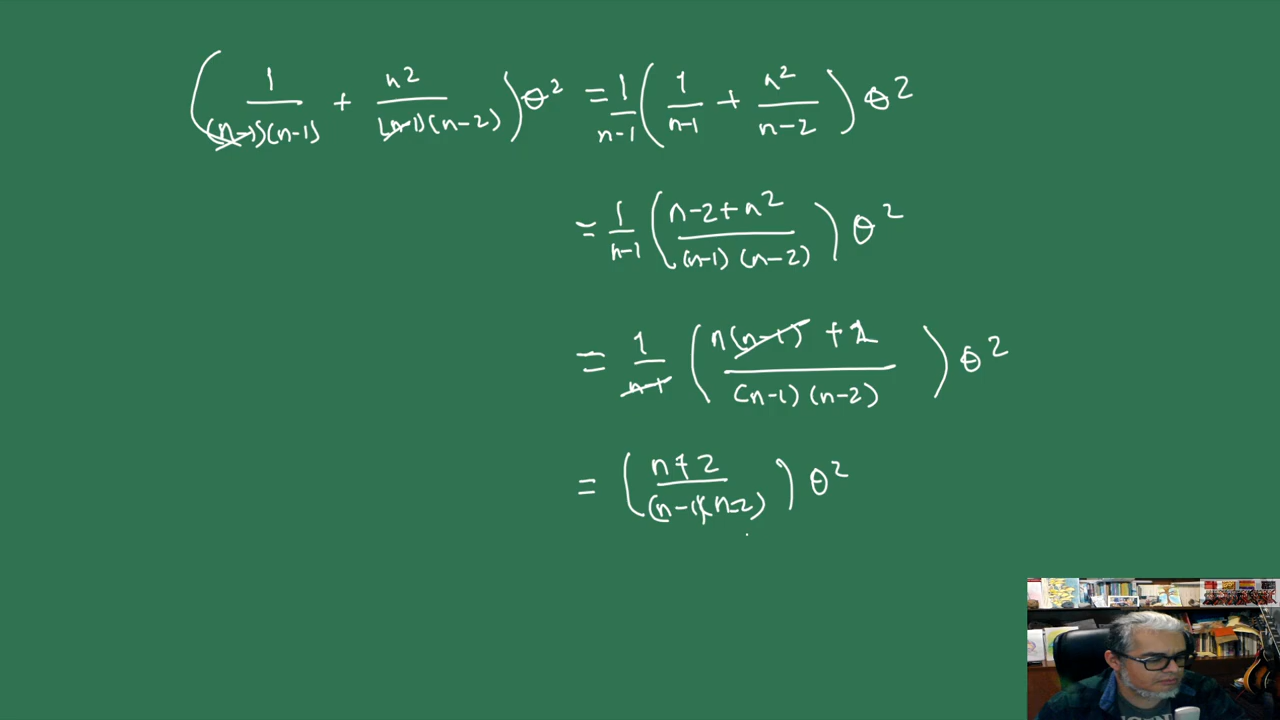 (1/((n-1)(n-1)) + n²/((n-1)(n-2)))θ² = 1/(n-1) (1/(n-1) + n²/(n-2)) θ²
= 1/(n-1) ((n-2+n²)/((n-1)(n-2))) θ²
= 1/(n-1) ((n(n-1)+2)/((n-1)(n-2))) θ²
= ((n+2)/((n-1)(n-2))) θ²